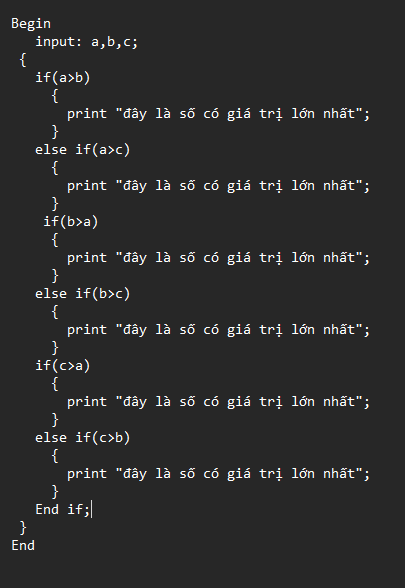 Begin
input: a,b,c;
{
if(a>b)
{
print "đây là số có giá trị lớn nhất";
}
else if(a>c)
{
print "đây là số có giá trị lớn nhất";
}
if(b>a)
{
print "đây là số có giá trị lớn nhất";
}
else if(b>c)
{
print "đây là số có giá trị lớn nhất";
}
if(c>a)
{
print "đây là số có giá trị lớn nhất";
}
else if(c>b)
{
print "đây là số có giá trị lớn nhất";
}
End if;
}
End